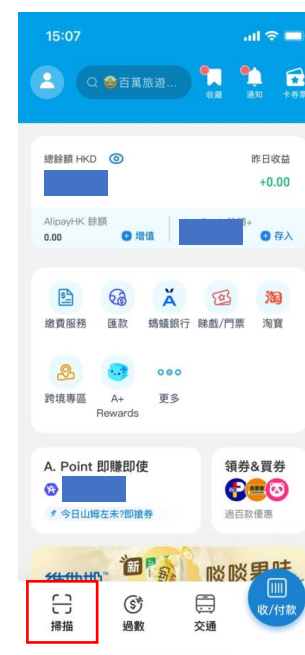 15:07
百萬旅遊...
收藏
通知
卡券票
總餘額 HKD
昨日收益
+0.00
AlipayHK 餘額
0.00
增值
存入
繳費服務
匯款
螞蟻銀行
睇戲/門票
淘
淘寶
跨境專區
A+
Rewards
更多
A. Point 即賺即使
今日山姆左未?即搶券
領券&買券
過百款優惠
新
啖啖果味
掃描
過數
交通
收/付款